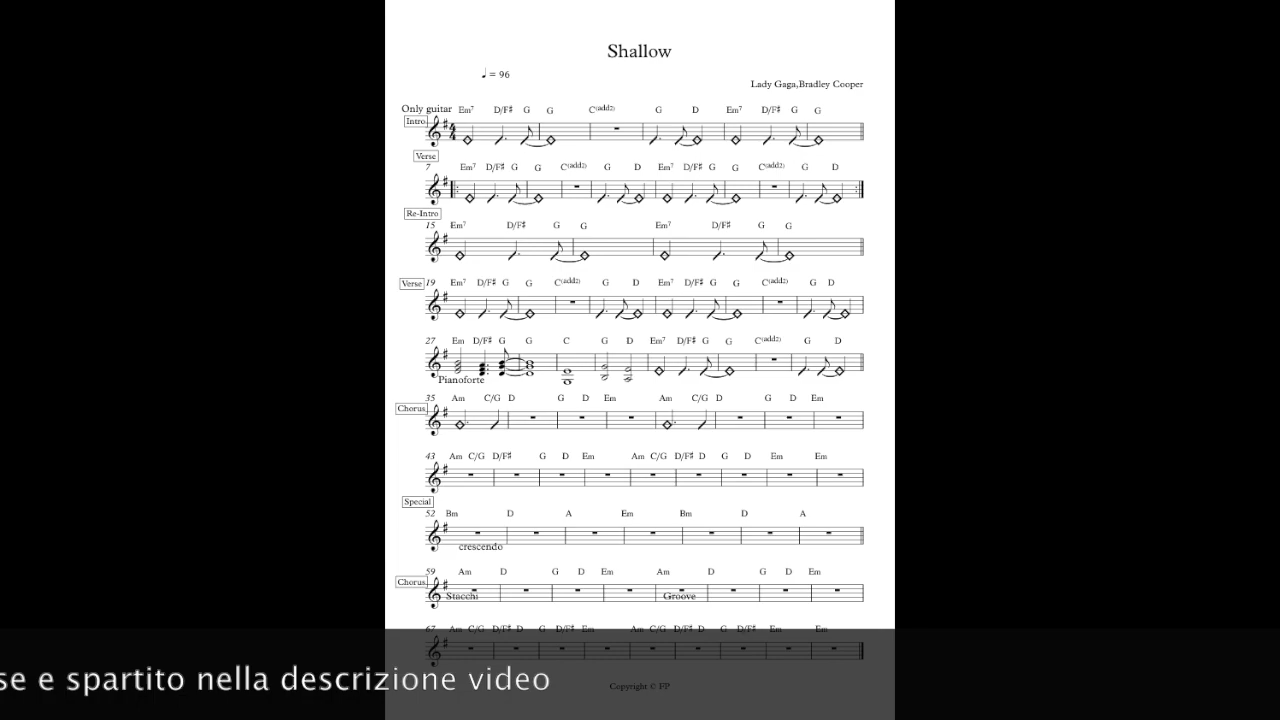 Shallow
♩ = 96
Lady Gaga,Bradley Cooper
Only guitar Em7 D/F♯ G G C(add2) G D Em7 D/F♯ G G
Intro
Verse
7 Em7 D/F♯ G G C(add2) G D Em7 D/F♯ G G C(add2) G D
Re-Intro
15 Em7 D/F♯ G G Em7 D/F♯ G G
Verse 19 Em7 D/F♯ G G C(add2) G D Em7 D/F♯ G G C(add2) G D
27 Em D/F♯ G G C G D Em7 D/F♯ G G C(add2) G D
Pianoforte
35 Am C/G D G D Em Am C/G D G D Em
Chorus
43 Am C/G D/F♯ G D Em Am C/G D/F♯ D G D Em Em
Special
52 Bm D A Em Bm D A
crescendo
59 Am D G D Em Am D G D Em
Chorus
Stacchi Groove
67 Am C/G D/F♯ D G D/F♯ Em Am C/G D/F♯ D G D/F♯ Em Em
se e spartito nella descrizione video
Copyright © FP